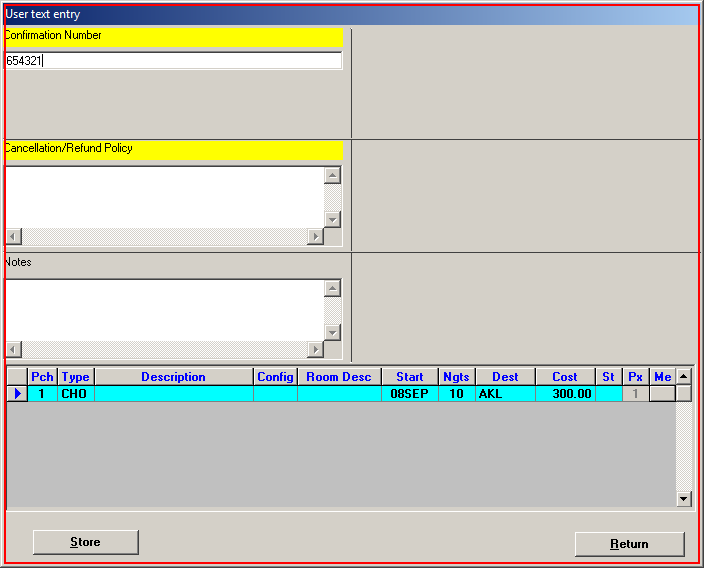 User text entry
Confirmation Number
654321
Cancellation/Refund Policy
Notes
Pch Type Description Config Room Desc Start Ngts Dest Cost St Px Me
1 CHO 08SEP 10 AKL 300.00 1
Store Return